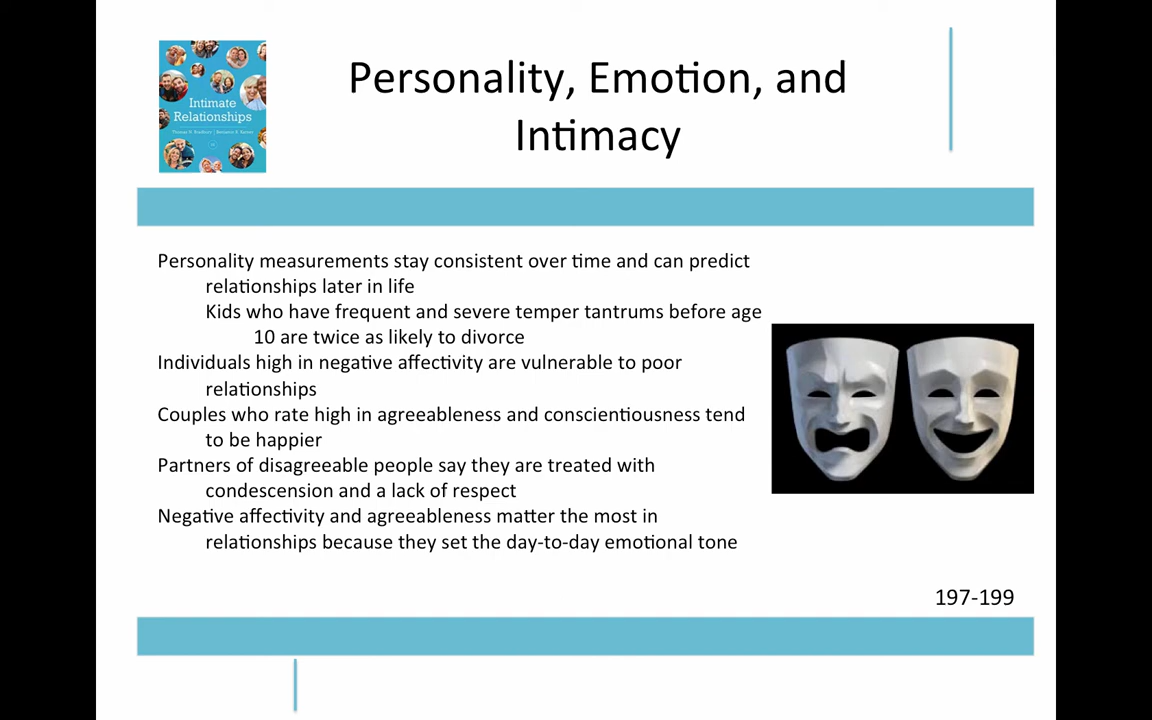 Intimate
Relationships
Personality, Emotion, and
Intimacy
Personality measurements stay consistent over time and can predict
relationships later in life
Kids who have frequent and severe temper tantrums before age
10 are twice as likely to divorce
Individuals high in negative affectivity are vulnerable to poor
relationships
Couples who rate high in agreeableness and conscientiousness tend
to be happier
Partners of disagreeable people say they are treated with
condescension and a lack of respect
Negative affectivity and agreeableness matter the most in
relationships because they set the day-to-day emotional tone
197-199